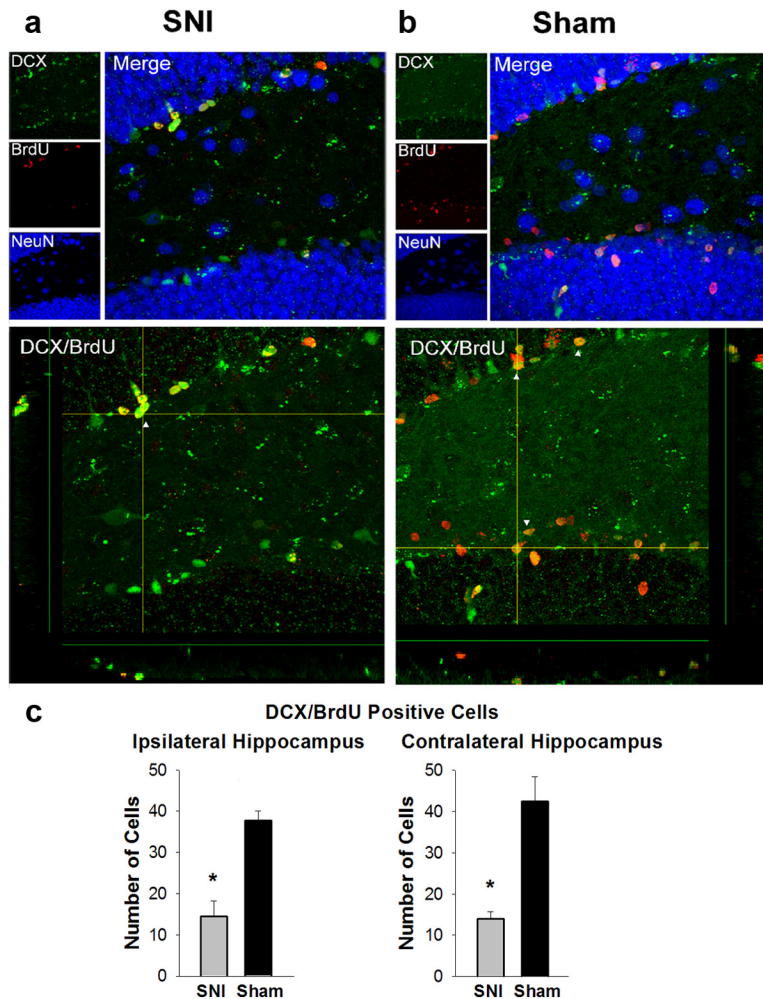 a SNI
DCX Merge
BrdU
NeuN
DCX/BrdU
b Sham
DCX Merge
BrdU
NeuN
DCX/BrdU
c DCX/BrdU Positive Cells
Ipsilateral Hippocampus
Number of Cells
50
40
30
20
10
0
*
SNI Sham
Contralateral Hippocampus
Number of Cells
50
40
30
20
10
0
*
SNI Sham